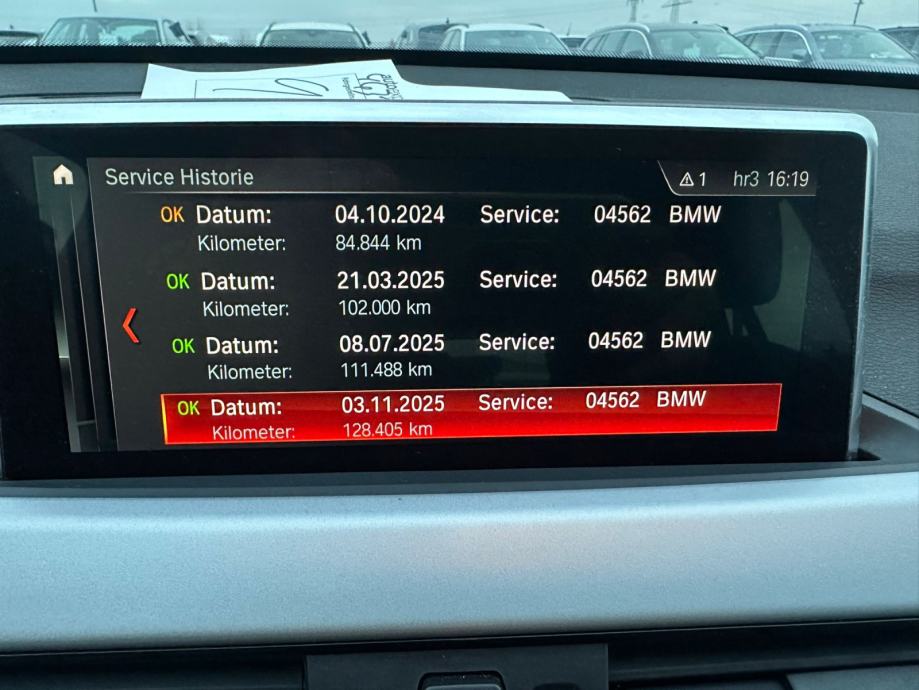 Service Historie
1 hr3 16:19
OK Datum: 04.10.2024 Service: 04562 BMW
Kilometer: 84.844 km
OK Datum: 21.03.2025 Service: 04562 BMW
Kilometer: 102.000 km
OK Datum: 08.07.2025 Service: 04562 BMW
Kilometer: 111.488 km
OK Datum: 03.11.2025 Service: 04562 BMW
Kilometer: 128.405 km